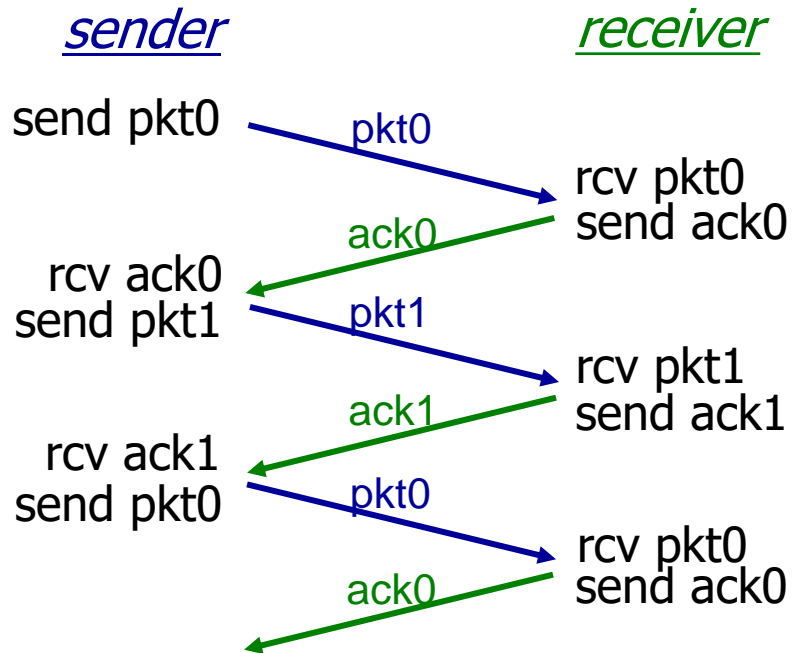 sender
receiver
send pkt0
pkt0
rcv pkt0
send ack0
ack0
rcv ack0
send pkt1
pkt1
rcv pkt1
send ack1
ack1
rcv ack1
send pkt0
pkt0
rcv pkt0
send ack0
ack0